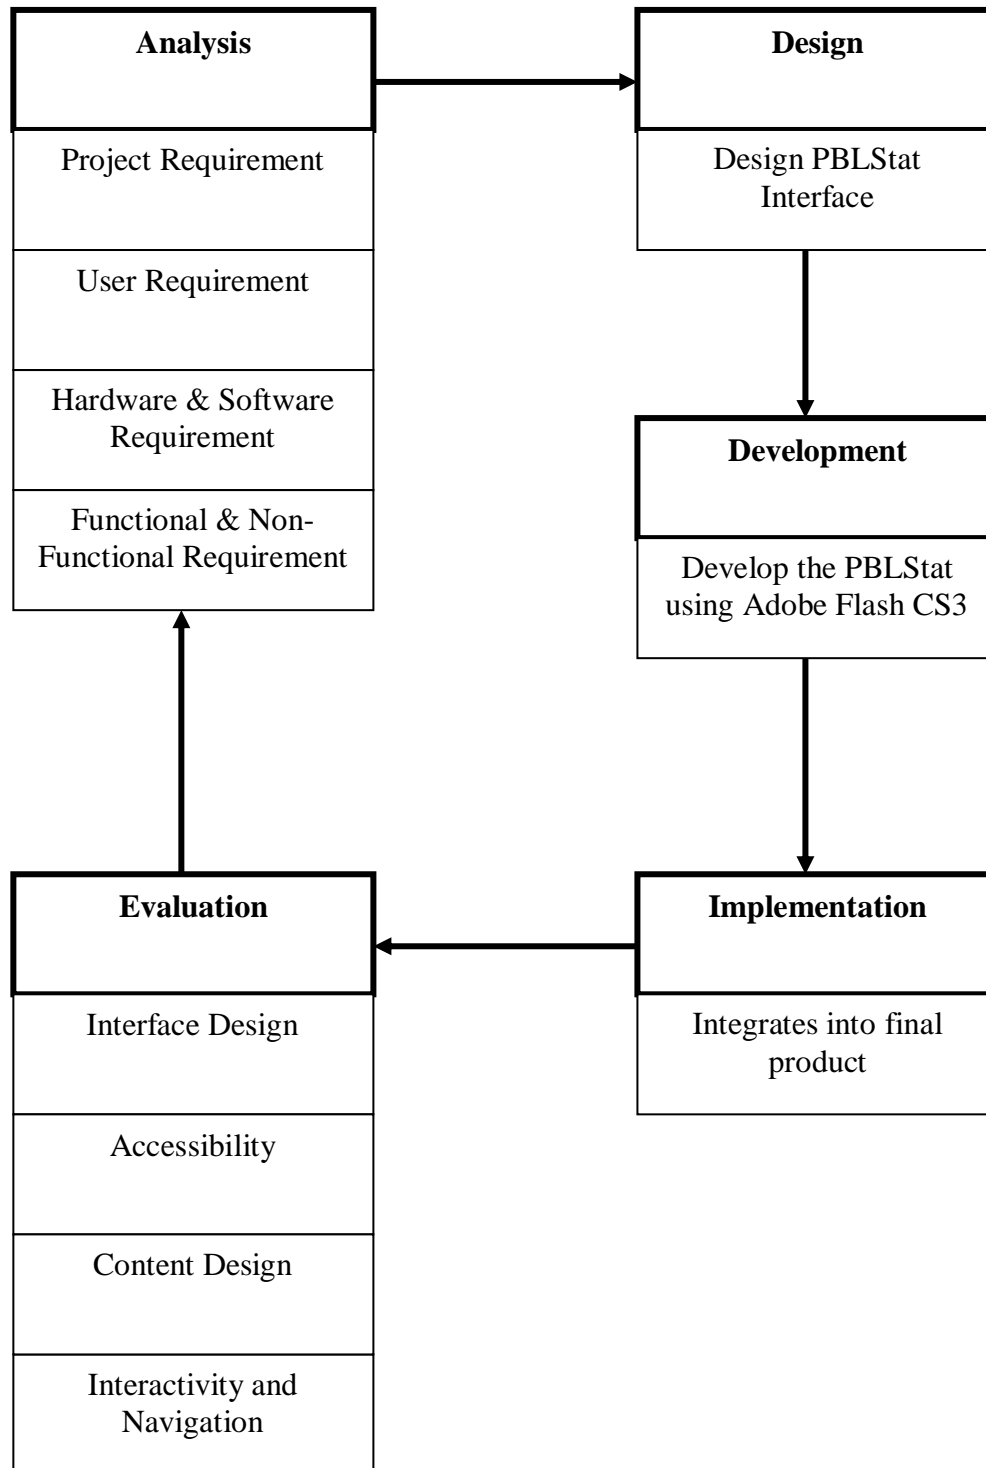 Analysis
Project Requirement
User Requirement
Hardware & Software
Requirement
Functional & Non-
Functional Requirement
Design
Design PBLStat
Interface
Development
Develop the PBLStat
using Adobe Flash CS3
Implementation
Integrates into final
product
Evaluation
Interface Design
Accessibility
Content Design
Interactivity and
Navigation